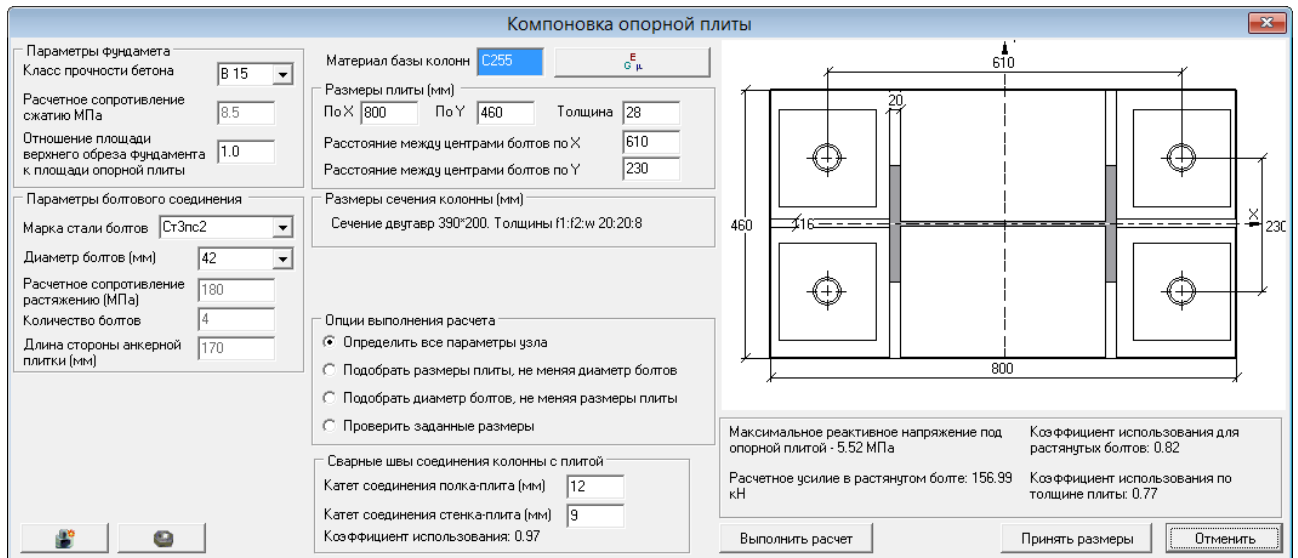 Компоновка опорной плиты
Параметры фундамета
Класс прочности бетона
B 15
Расчетное сопротивление
сжатию МПа
8.5
Отношение площади
верхнего обреза фундамента
к площади опорной плиты
1.0
Параметры болтового соединения
Марка стали болтов
Ст3пс2
Диаметр болтов (мм)
42
Расчетное сопротивление
растяжению (МПа)
180
Количество болтов
4
Длина стороны анкерной
плитки (мм)
170
Материал базы колонн
C255
E
G μ
Размеры плиты (мм)
По X
800
По Y
460
Толщина
28
Расстояние между центрами болтов по X
610
Расстояние между центрами болтов по Y
230
Размеры сечения колонны (мм)
Сечение двутавр 390*200. Толщины f1:f2:w 20:20:8
Опции выполнения расчета
Определить все параметры узла
Подобрать размеры плиты, не меняя диаметр болтов
Подобрать диаметр болтов, не меняя размеры плиты
Проверить заданные размеры
Сварные швы соединения колонны с плитой
Катет соединения полка-плита (мм)
12
Катет соединения стенка-плита (мм)
9
Коэффициент использования: 0.97
610
20
460
16
X
230
800
Максимальное реактивное напряжение под
опорной плитой - 5.52 МПа
Коэффициент использования для
растянутых болтов: 0.82
Расчетное усилие в растянутом болте: 156.99
кН
Коэффициент использования по
толщине плиты: 0.77
Выполнить расчет
Принять размеры
Отменить